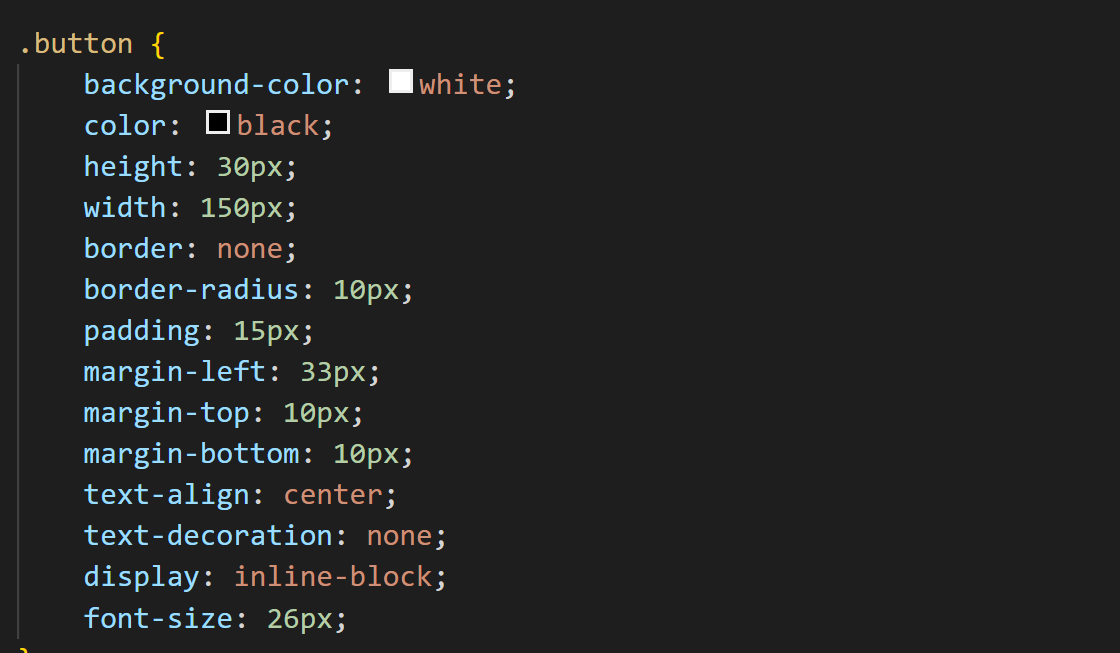 .button {
    background-color: white;
    color: black;
    height: 30px;
    width: 150px;
    border: none;
    border-radius: 10px;
    padding: 15px;
    margin-left: 33px;
    margin-top: 10px;
    margin-bottom: 10px;
    text-align: center;
    text-decoration: none;
    display: inline-block;
    font-size: 26px;
}